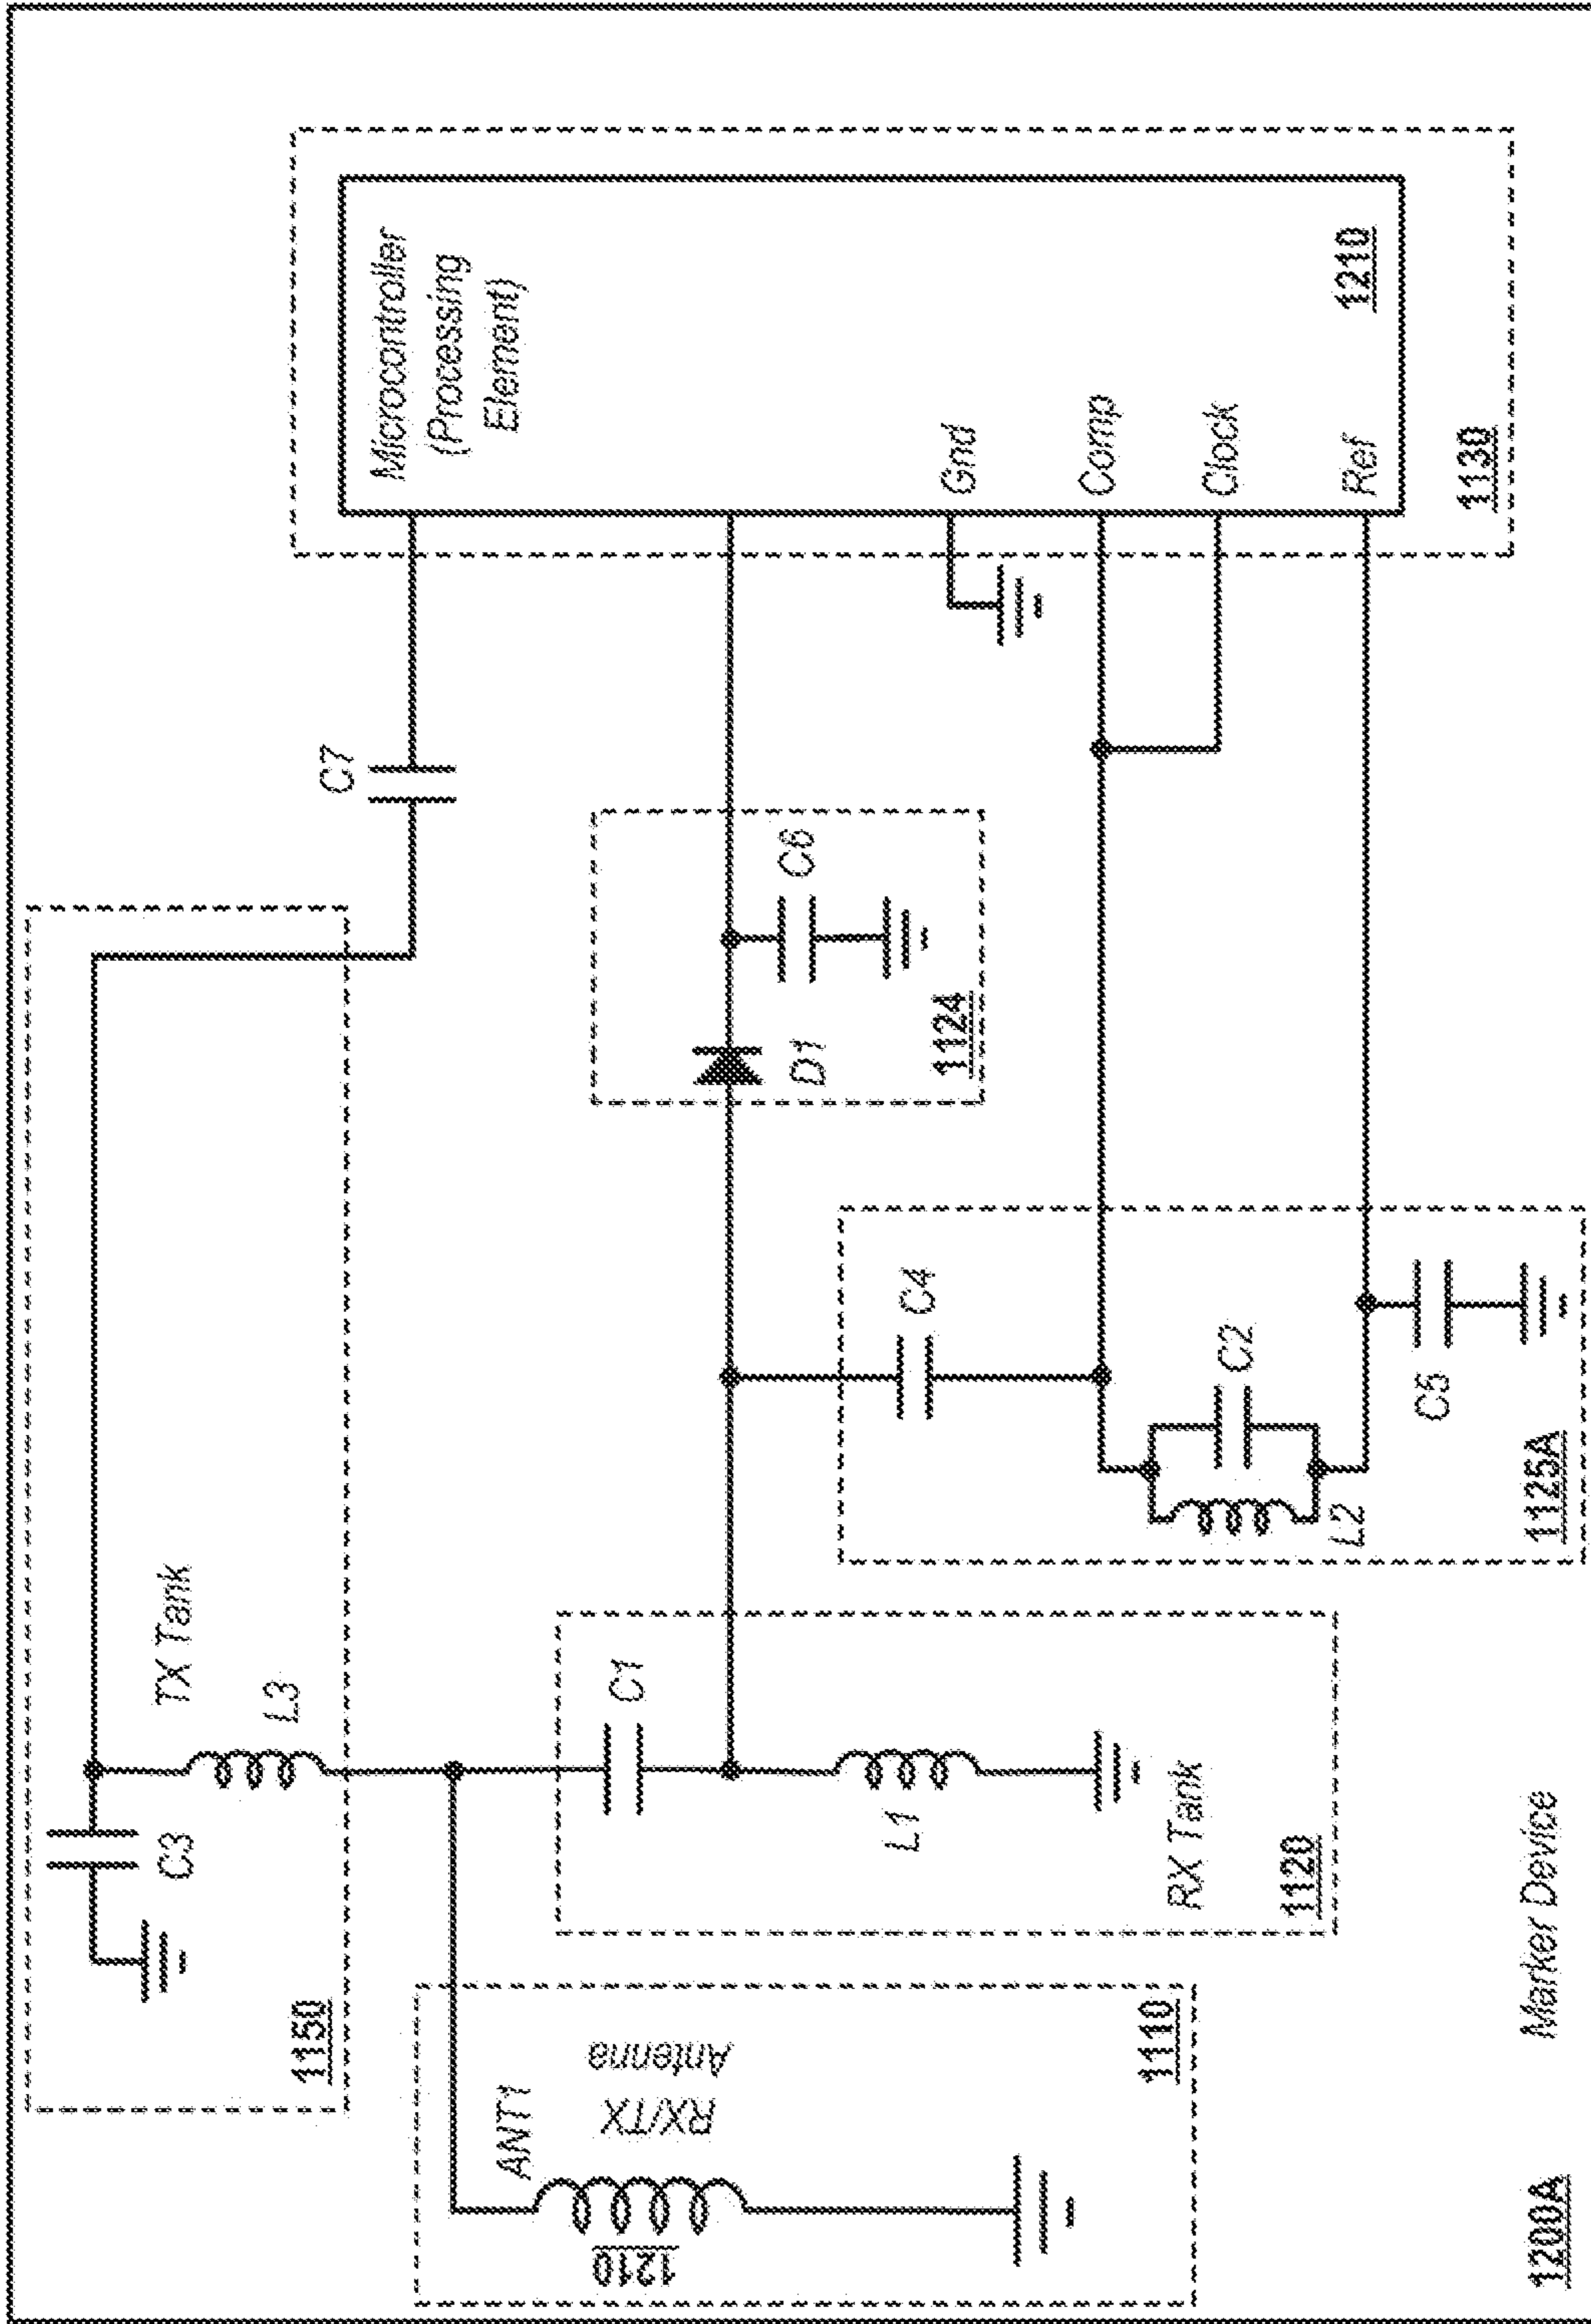 TX Tank
C3
L3
1150
C7
ANT1
RX/TX
Antenna
1210
1110
C1
L1
RX Tank
1120
D1
C6
1124
C4
C2
L2
C5
1125A
Microcontroller
(Processing
Element)
Gnd
Comp
Clock
Ref
1210
1130
1200A
Marker Device